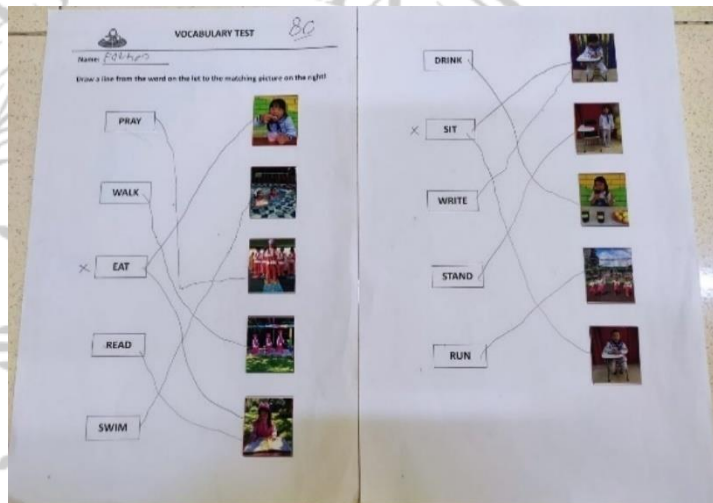 VOCABULARY TEST
80
Name:
Draw a line from the word on the let to the matching picture on the right!
PRAY
WALK
X EAT
READ
SWIM
DRINK
X SIT
WRITE
STAND
RUN